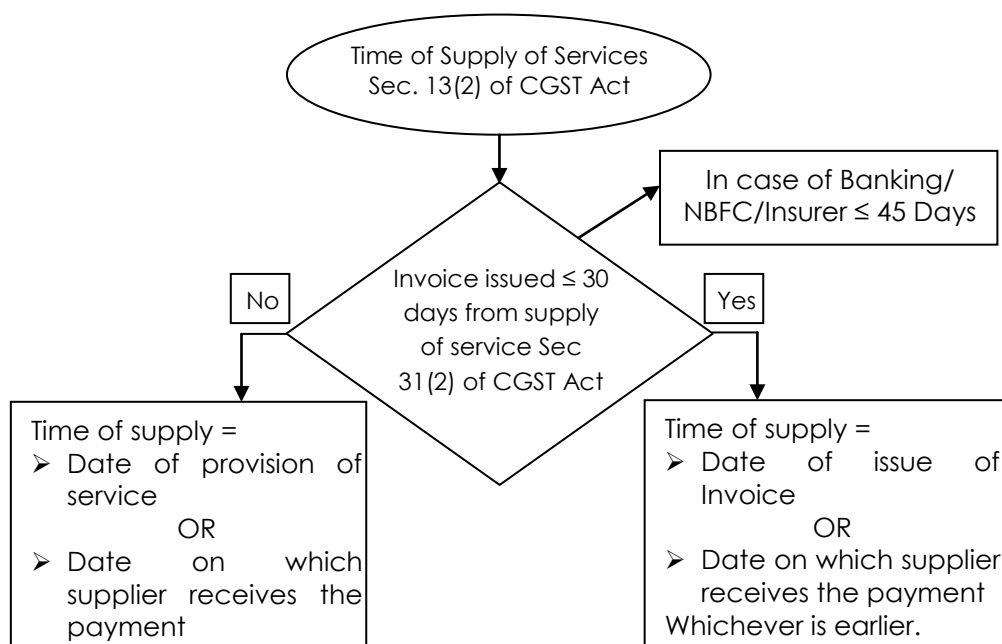 Time of Supply of Services
Sec. 13(2) of CGST Act
In case of Banking/
NBFC/Insurer ≤ 45 Days
Invoice issued ≤ 30
days from supply
of service Sec
31(2) of CGST Act
No
Yes
Time of supply =
➢ Date of provision of
service
OR
➢ Date on which
supplier receives the
payment
Time of supply =
➢ Date of issue of
Invoice
OR
➢ Date on which supplier
receives the payment
Whichever is earlier.